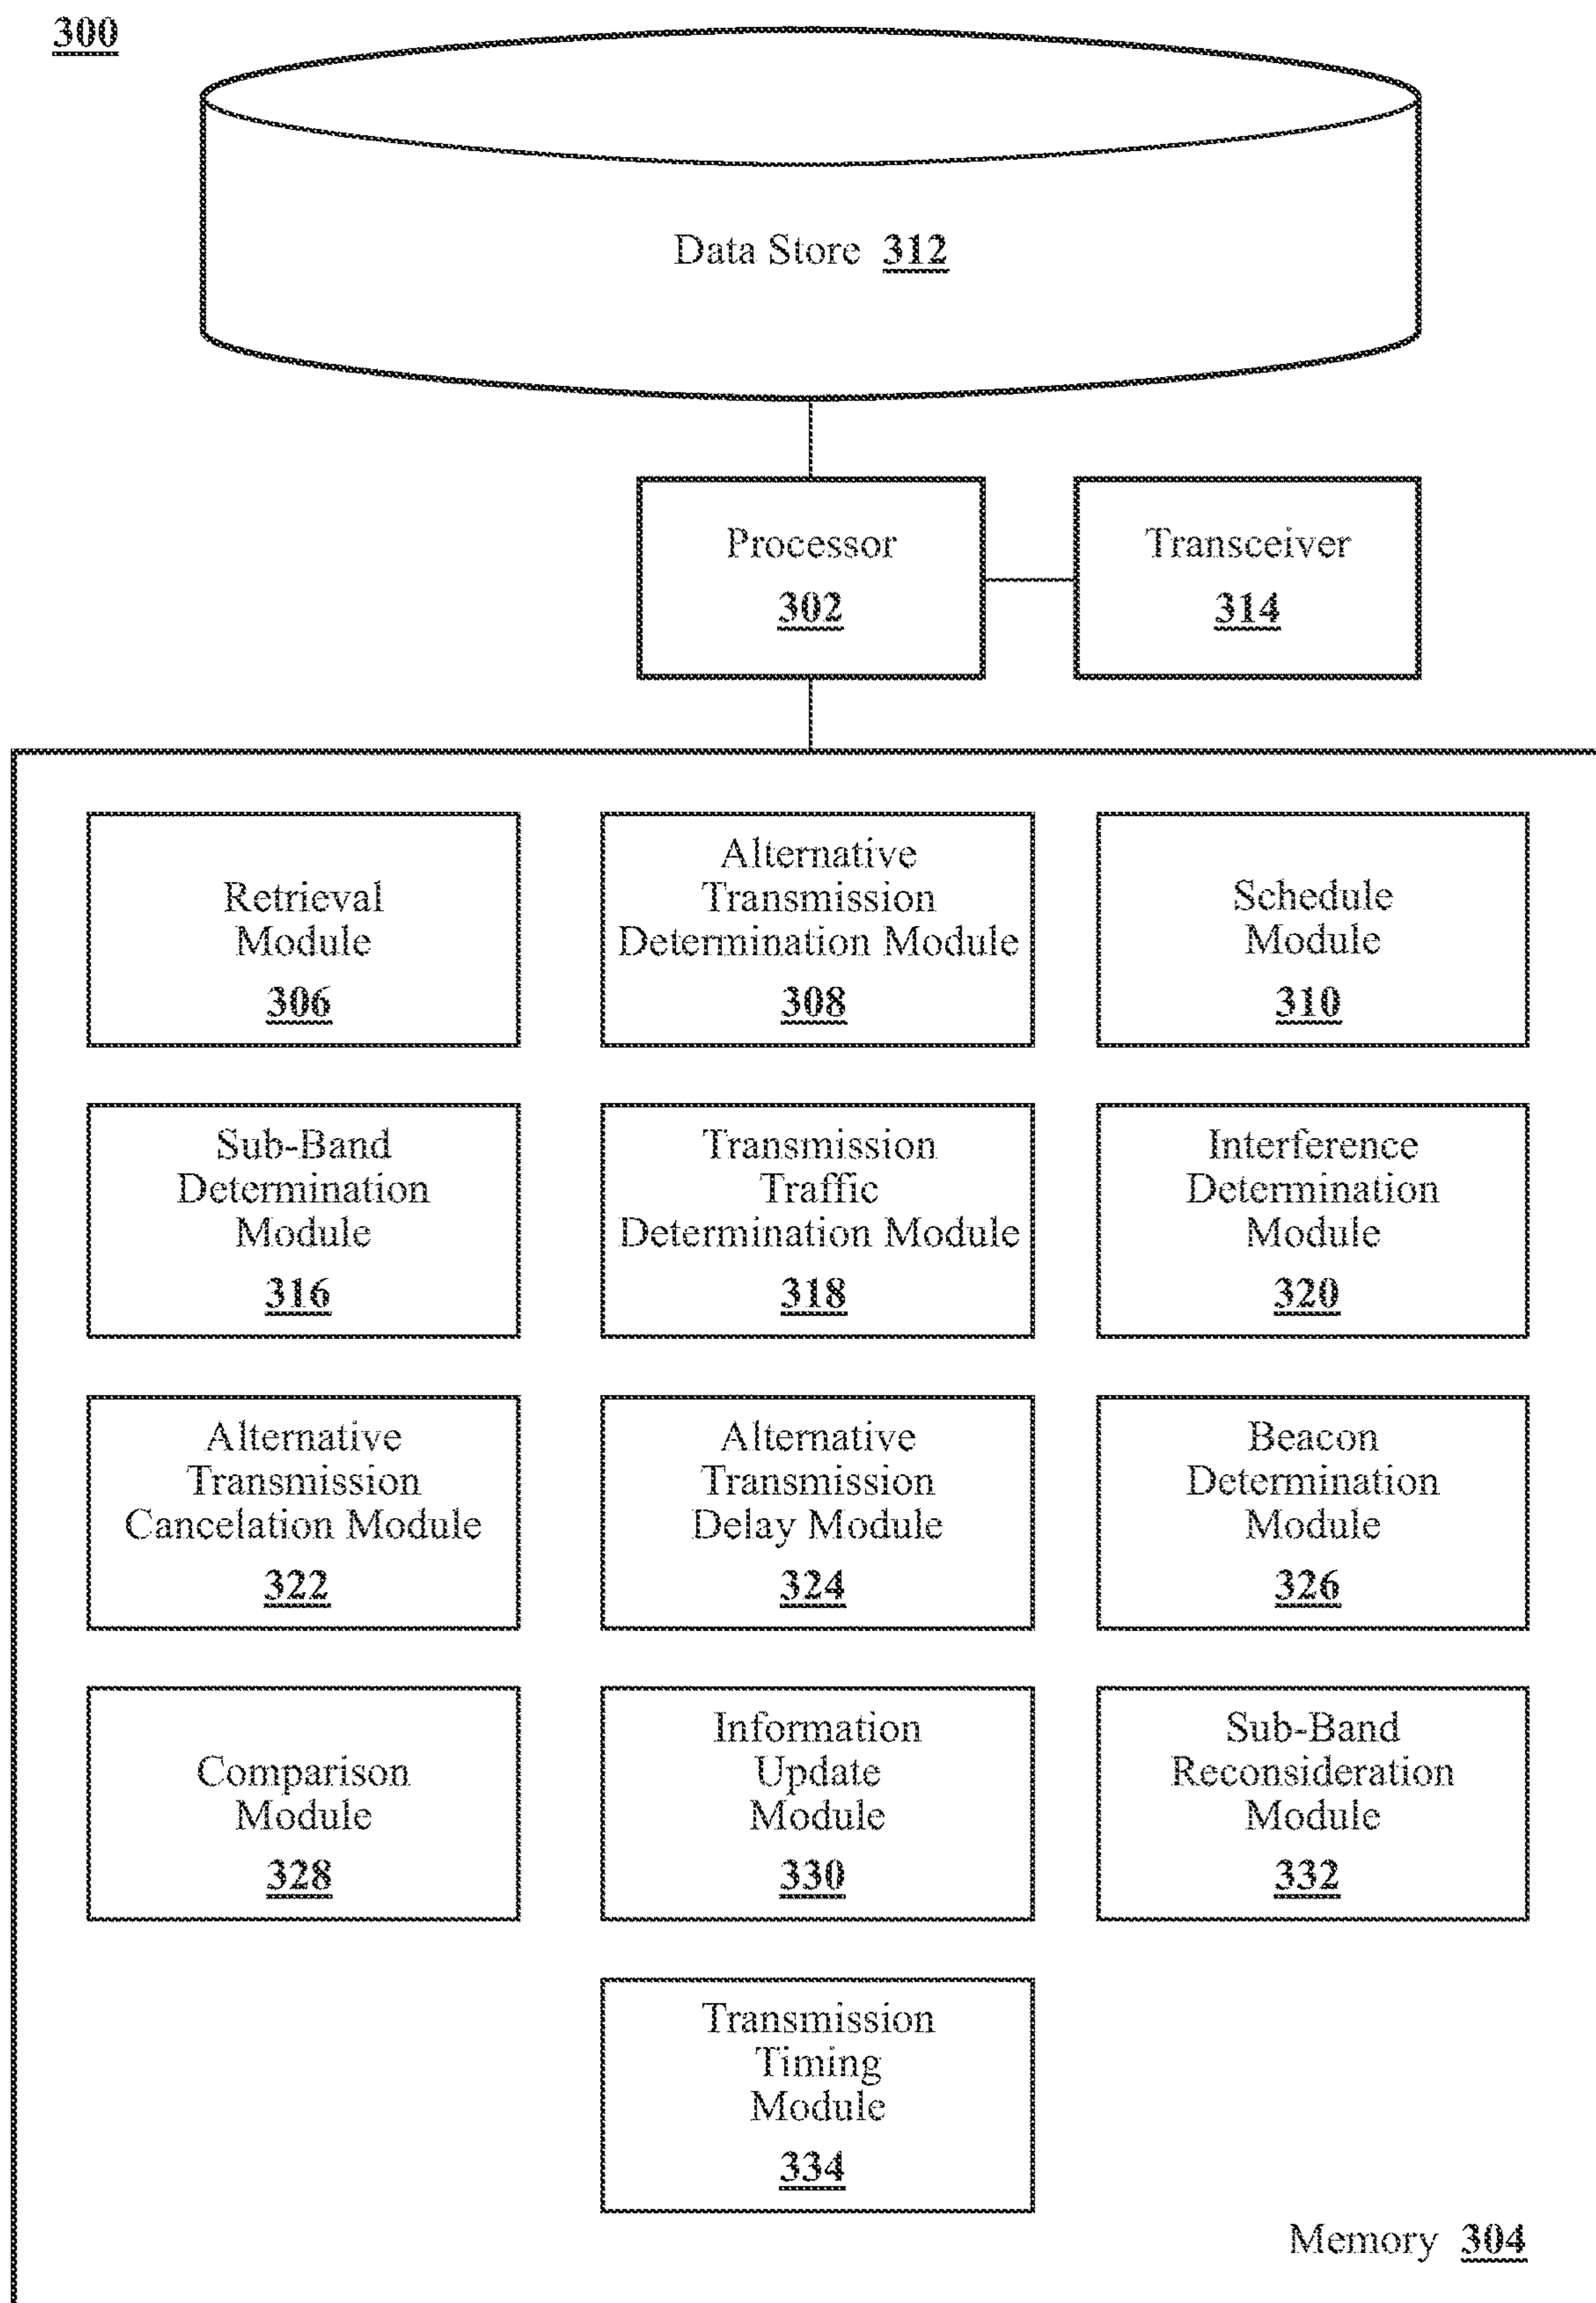 300
Data Store 312
Processor
302
Transceiver
314
Retrieval
Module
306
Alternative
Transmission
Determination Module
308
Schedule
Module
310
Sub-Band
Determination
Module
316
Transmission
Traffic
Determination Module
318
Interference
Determination
Module
320
Alternative
Transmission
Cancelation Module
322
Alternative
Transmission
Delay Module
324
Beacon
Determination
Module
326
Comparison
Module
328
Information
Update
Module
330
Sub-Band
Reconsideration
Module
332
Transmission
Timing
Module
334
Memory 304